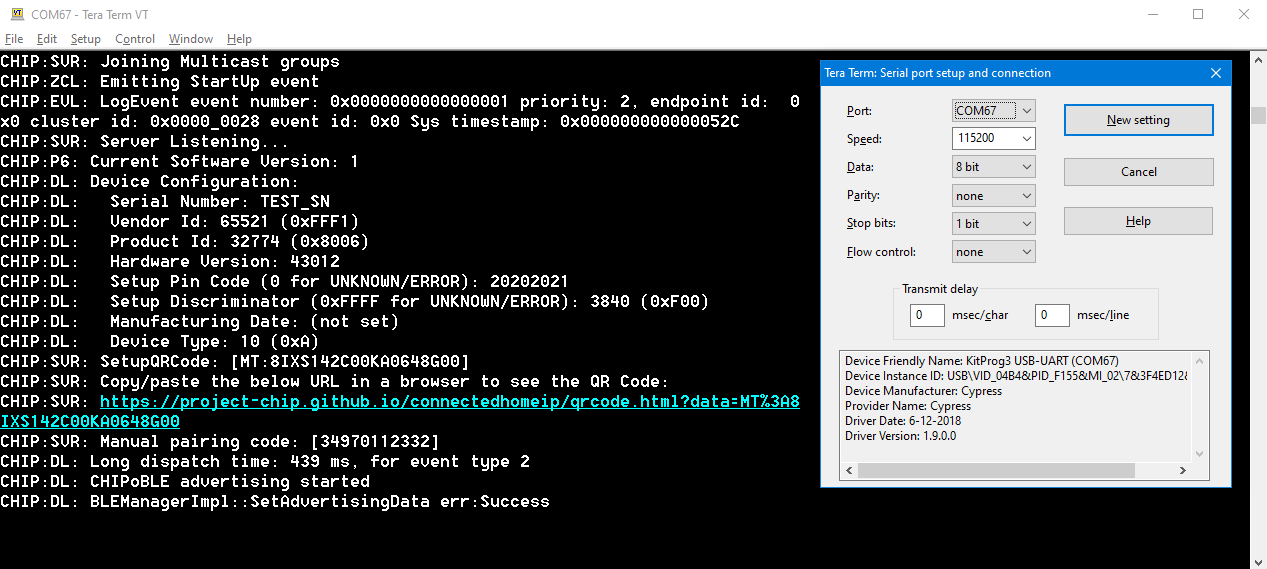 COM67 - Tera Term VT
File Edit Setup Control Window Help
CHIP:SVR: Joining Multicast groups
CHIP:ZCL: Emitting StartUp event
CHIP:EVL: LogEvent event number: 0x0000000000000001 priority: 2, endpoint id:  0
x0 cluster id: 0x0000_0028 event id: 0x0 Sys timestamp: 0x000000000000052C
CHIP:SVR: Server Listening...
CHIP:P6: Current Software Version: 1
CHIP:DL: Device Configuration:
CHIP:DL:   Serial Number: TEST_SN
CHIP:DL:   Vendor Id: 65521 (0xFFF1)
CHIP:DL:   Product Id: 32774 (0x8006)
CHIP:DL:   Hardware Version: 43012
CHIP:DL:   Setup Pin Code (0 for UNKNOWN/ERROR): 20202021
CHIP:DL:   Setup Discriminator (0xFFFF for UNKNOWN/ERROR): 3840 (0xF00)
CHIP:DL:   Manufacturing Date: (not set)
CHIP:DL:   Device Type: 10 (0xA)
CHIP:SVR: SetupQRCode: [MT:8IXS142C00KA0648G00]
CHIP:SVR: Copy/paste the below URL in a browser to see the QR Code:
CHIP:SVR: https://project-chip.github.io/connectedhomeip/qrcode.html?data=MT%3A8
IXS142C00KA0648G00
CHIP:SVR: Manual pairing code: [34970112332]
CHIP:DL: Long dispatch time: 439 ms, for event type 2
CHIP:DL: CHIPoBLE advertising started
CHIP:DL: BLEManagerImpl::SetAdvertisingData err:Success
Tera Term: Serial port setup and connection
Port: COM67 New setting
Speed: 115200
Data: 8 bit Cancel
Parity: none
Stop bits: 1 bit Help
Flow control: none
Transmit delay
0 msec/char 0 msec/line
Device Friendly Name: KitProg3 USB-UART (COM67)
Device Instance ID: USB\VID_04B4&PID_F155&MI_02\7&3F4ED12&
Device Manufacturer: Cypress
Provider Name: Cypress
Driver Date: 6-12-2018
Driver Version: 1.9.0.0